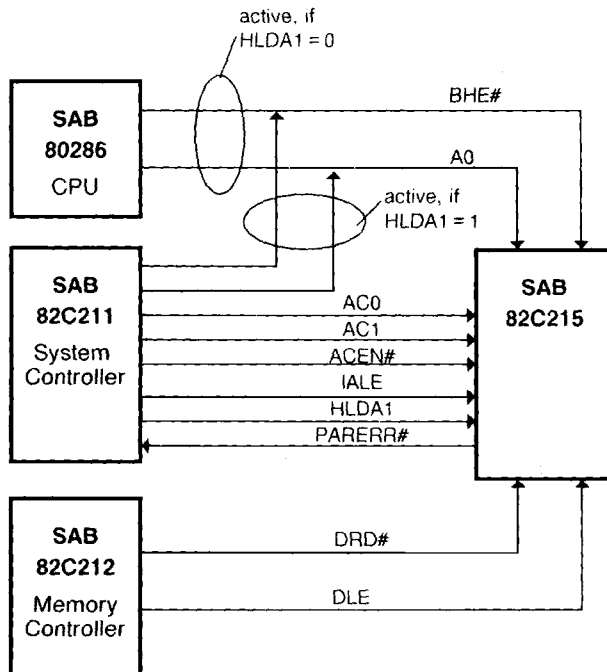 active, if
HLDA1 = 0
SAB
80286
CPU
BHE#
A0
active, if
HLDA1 = 1
SAB
82C211
System
Controller
AC0
AC1
ACEN#
IALE
HLDA1
PARERR#
SAB
82C215
SAB
82C212
Memory
Controller
DRD#
DLE